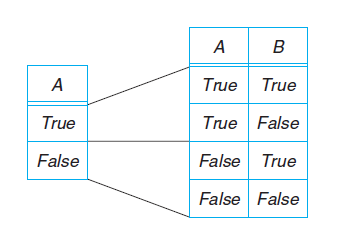 A
True
False
A B
True True
True False
False True
False False